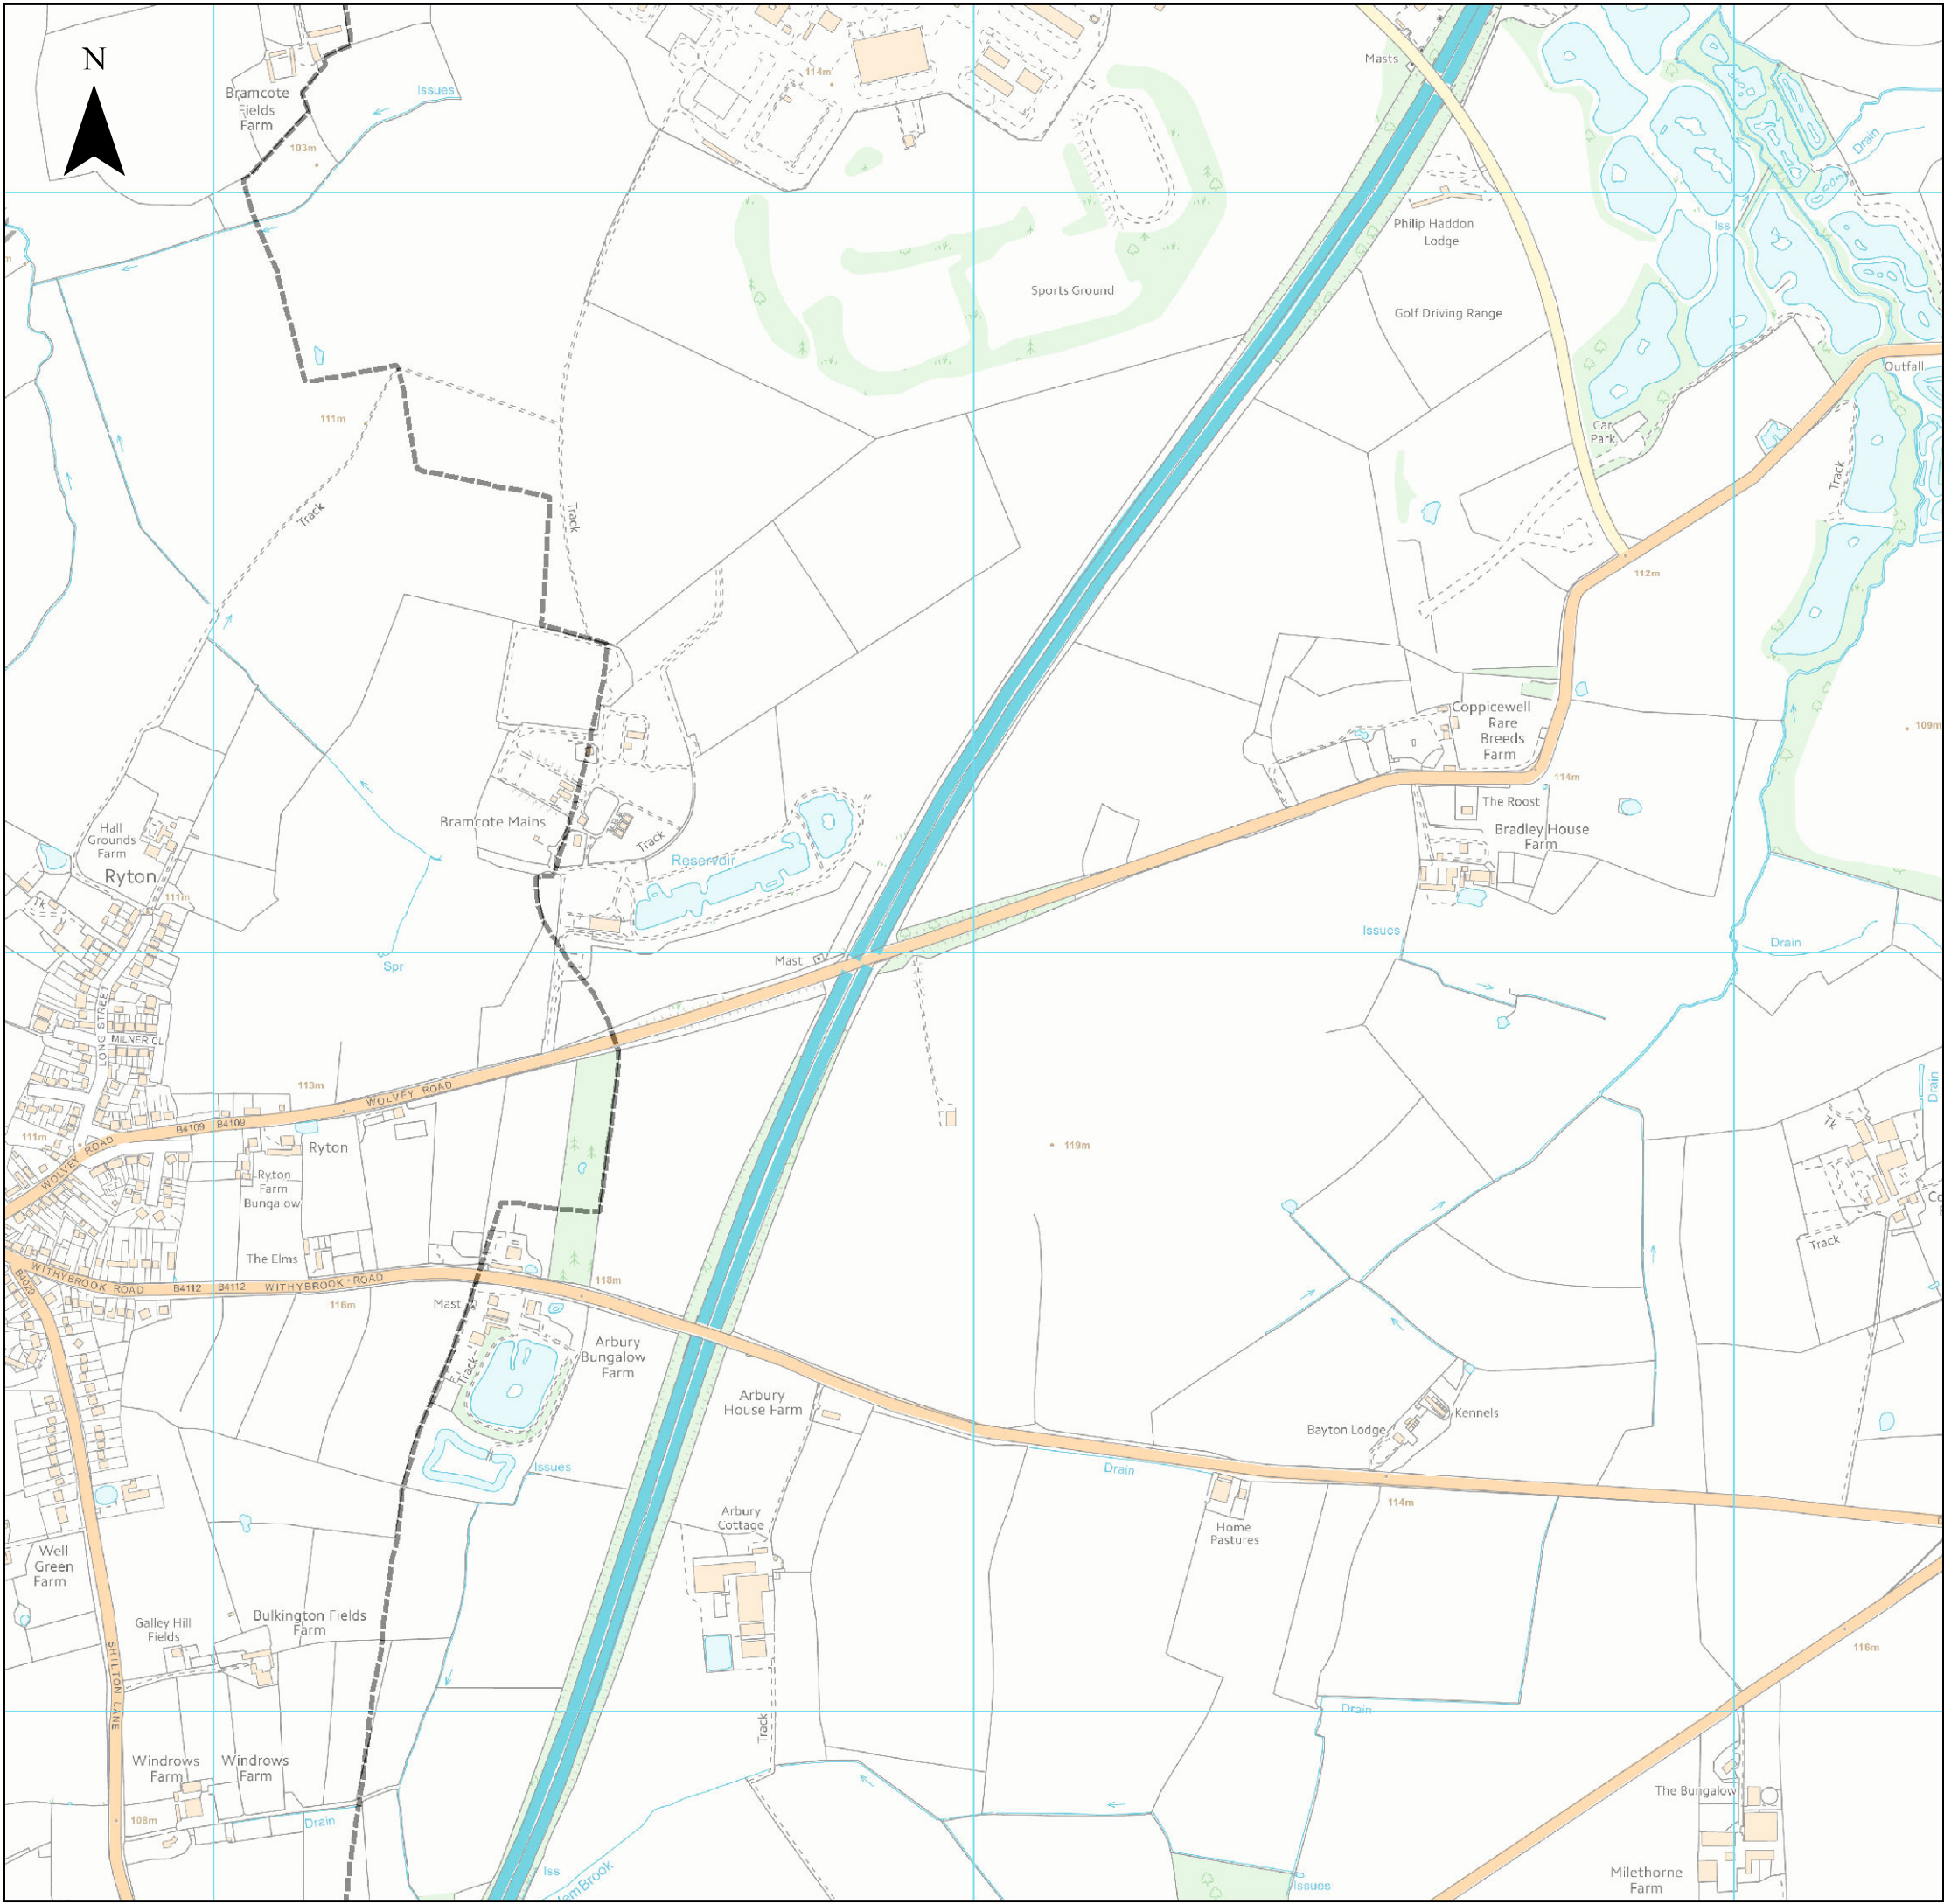 N
Bramcote
Fields
Farm
103m
Issues
114m
Masts
Drain
Iss
Philip Haddon
Lodge
Golf Driving Range
Sports Ground
Outfall
Car
Park
Track
111m
Track
Track
112m
109m
Coppicewell
Rare
Breeds
Farm
114m
The Roost
Bradley House
Farm
Bramcote Mains
Track
Reservoir
Hall
Grounds
Farm
Ryton
111m
Tk
Issues
Drain
Spr
Mast
LONG STREET
MILNER CL
113m
WOLVEY ROAD
B4109
B4109
111m
WOLVEY ROAD
Ryton
Ryton
Farm
Bungalow
119m
Drain
Tk
Track
The Elms
WITHYBROOK ROAD
B4112
B4112
WITHYBROOK ROAD
B4029
116m
118m
Mast
Track
Arbury
Bungalow
Farm
Arbury
House Farm
Bayton Lodge
Kennels
Issues
Drain
114m
Arbury
Cottage
Home
Pastures
Well
Green
Farm
Galley Hill
Fields
Bulkington Fields
Farm
SHILTON LANE
116m
Track
Drain
Windrows
Farm
Windrows
Farm
108m
Drain
The Bungalow
Iss
Brook
Issues
Milethorne
Farm